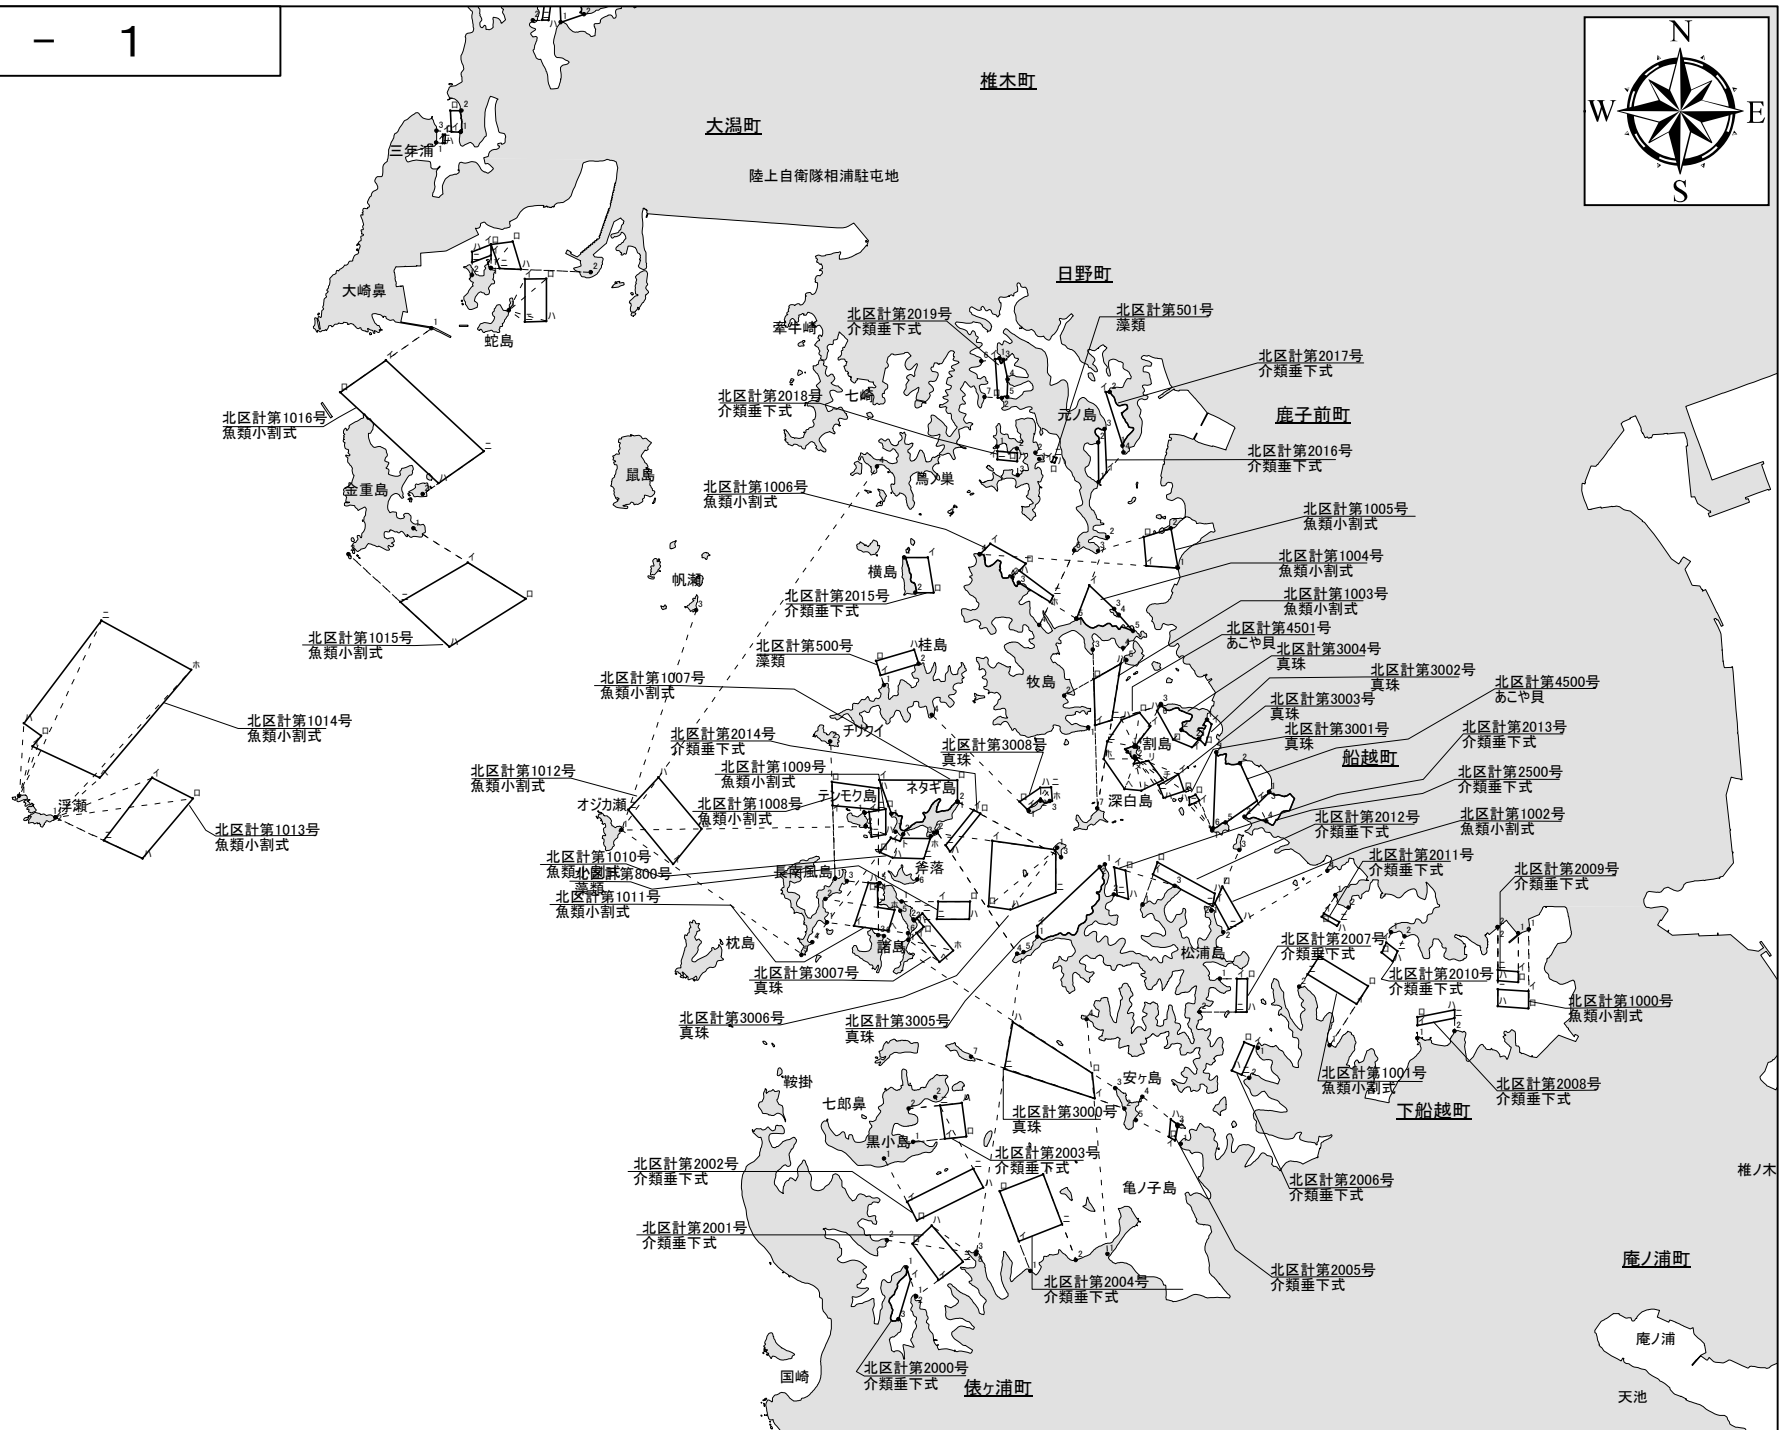 －　1
N
W
E
S
椎木町
大潟町
三年浦
陸上自衛隊相浦駐屯地
日野町
大崎鼻
蛇島
牽牛崎
北区計第2019号
介類垂下式
北区計第501号
藻類
北区計第2017号
介類垂下式
七崎
北区計第2018号
介類垂下式
元ノ島
鹿子前町
北区計第1016号
魚類小割式
北区計第2016号
介類垂下式
鼠島
金重島
鳥ノ巣
北区計第1006号
魚類小割式
北区計第1005号
魚類小割式
北区計第1004号
魚類小割式
横島
帆瀬
北区計第2015号
介類垂下式
北区計第1003号
魚類小割式
北区計第4501号
あこや貝
北区計第1015号
魚類小割式
北区計第500号
藻類
桂島
北区計第3004号
真珠
北区計第3002号
真珠
北区計第1007号
魚類小割式
牧島
北区計第4500号
あこや貝
北区計第3003号
真珠
北区計第1014号
魚類小割式
チリワイ
北区計第2014号
介類垂下式
北区計第3008号
真珠
割島
北区計第3001号
真珠
北区計第2013号
介類垂下式
船越町
北区計第1012号
魚類小割式
北区計第1009号
魚類小割式
北区計第2500号
介類垂下式
テンモク島
ネタギ島
オジカ瀬
浮瀬
北区計第1008号
魚類小割式
深白島
北区計第2012号
介類垂下式
北区計第1002号
魚類小割式
北区計第1013号
魚類小割式
北区計第1010号
魚類小割式
北区計第800号
藻類
長南風島
斧落
北区計第2011号
介類垂下式
北区計第2009号
介類垂下式
北区計第1011号
魚類小割式
枕島
諸島
松浦島
北区計第2007号
介類垂下式
北区計第3007号
真珠
北区計第2010号
介類垂下式
北区計第1000号
魚類小割式
北区計第3006号
真珠
北区計第3005号
真珠
鞍掛
安ヶ島
北区計第1001号
魚類小割式
北区計第2008号
介類垂下式
七郎鼻
北区計第3000号
真珠
下船越町
黒小島
北区計第2003号
介類垂下式
北区計第2002号
介類垂下式
椎ノ木
亀ノ子島
北区計第2006号
介類垂下式
北区計第2001号
介類垂下式
庵ノ浦町
北区計第2004号
介類垂下式
北区計第2005号
介類垂下式
庵ノ浦
国崎
北区計第2000号
介類垂下式
俵ヶ浦町
天池